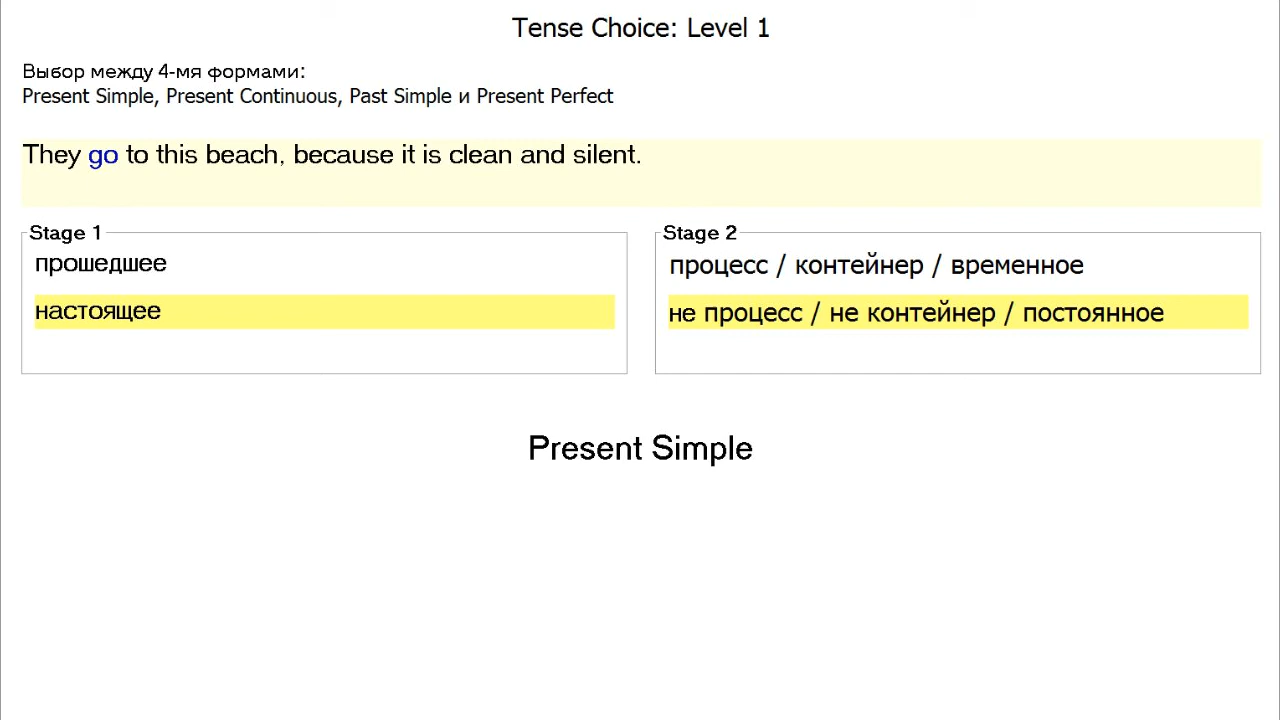 Tense Choice: Level 1
Выбор между 4-мя формами:
Present Simple, Present Continuous, Past Simple и Present Perfect
They go to this beach, because it is clean and silent.
Stage 1
прошедшее
настоящее
Stage 2
процесс / контейнер / временное
не процесс / не контейнер / постоянное
Present Simple